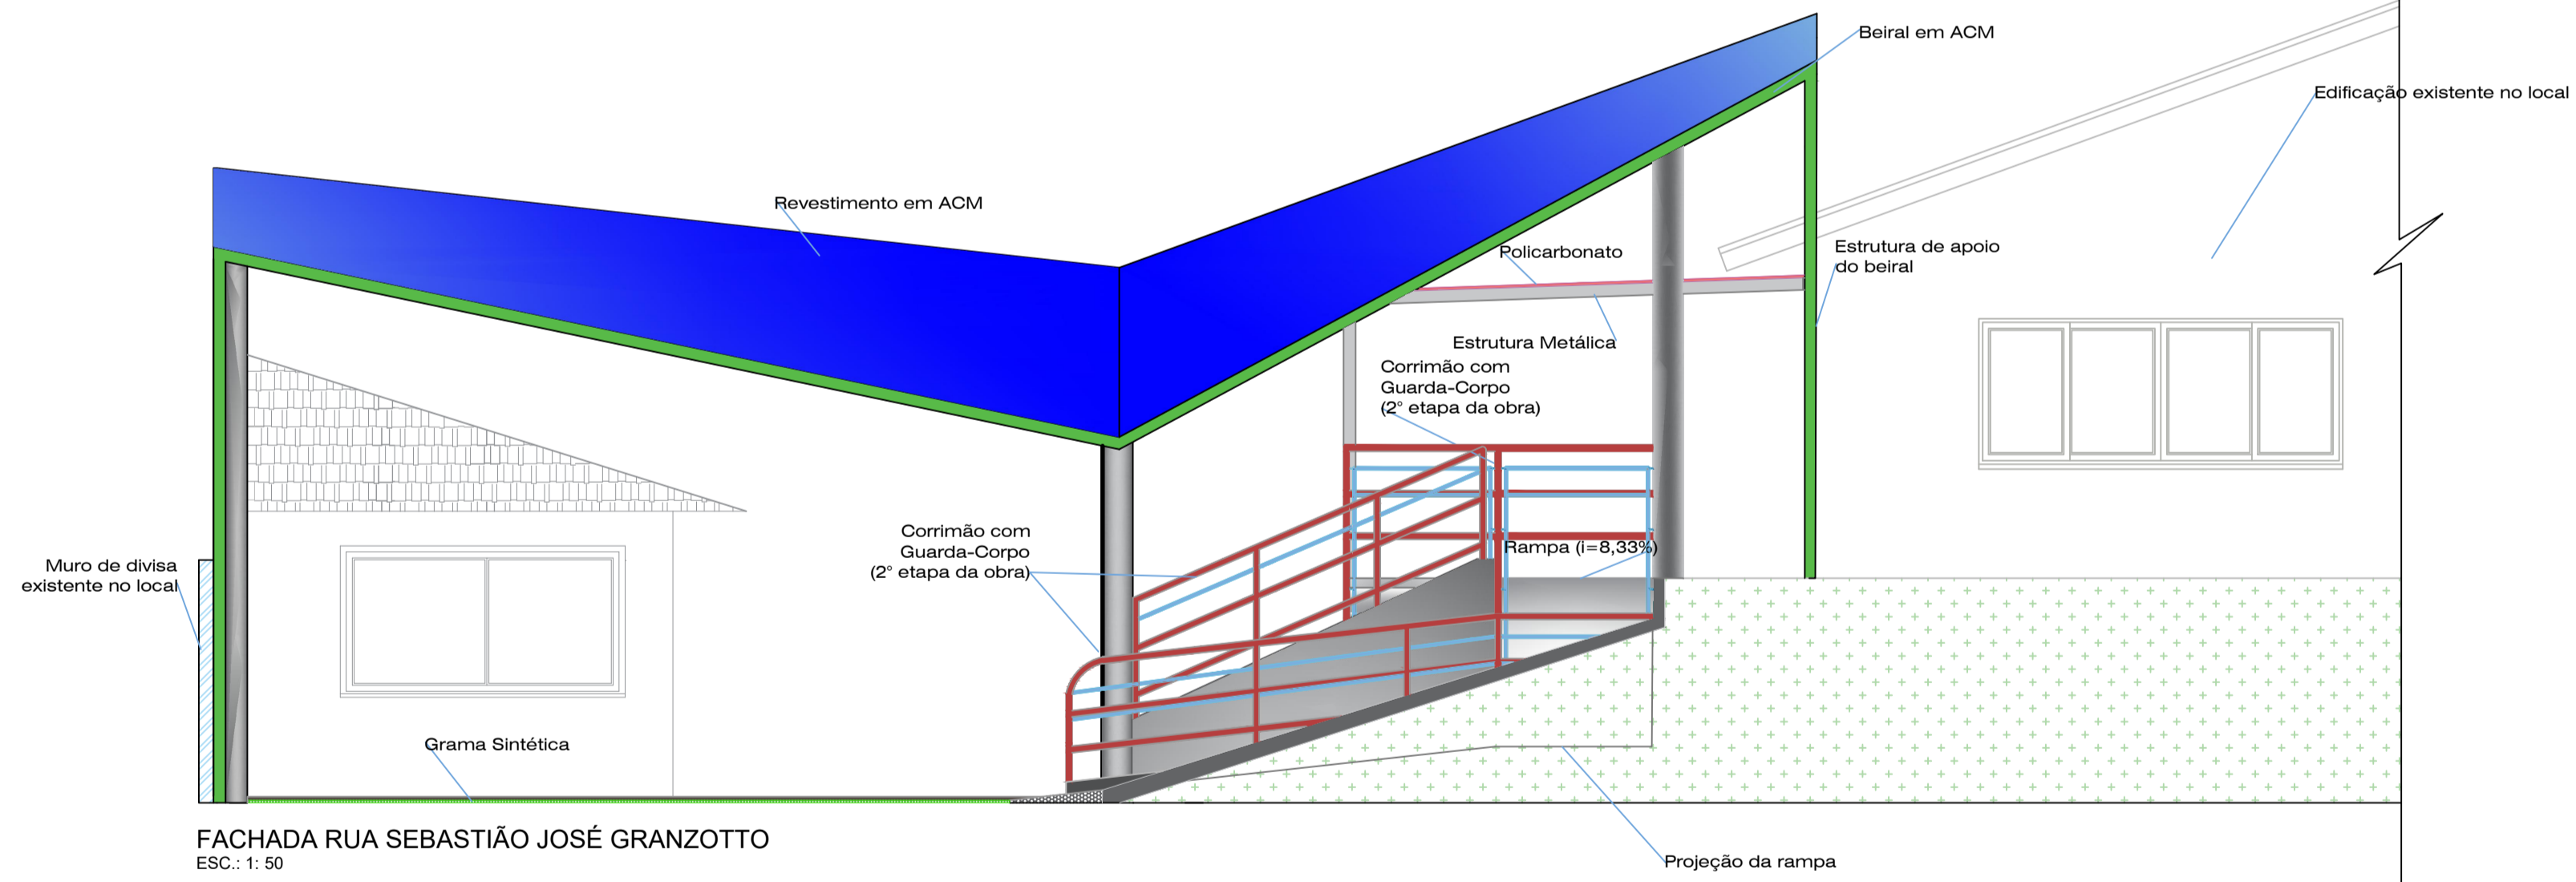 Beiral em ACM
Edificação existente no local
Revestimento em ACM
Policarbonato
Estrutura de apoio
do beiral
Estrutura Metálica
Corrimão com
Guarda-Corpo
(2° etapa da obra)
Corrimão com
Guarda-Corpo
(2° etapa da obra)
Rampa (i=8,33%)
Muro de divisa
existente no local
Grama Sintética
FACHADA RUA SEBASTIÃO JOSÉ GRANZOTTO
ESC.: 1: 50
Projeção da rampa